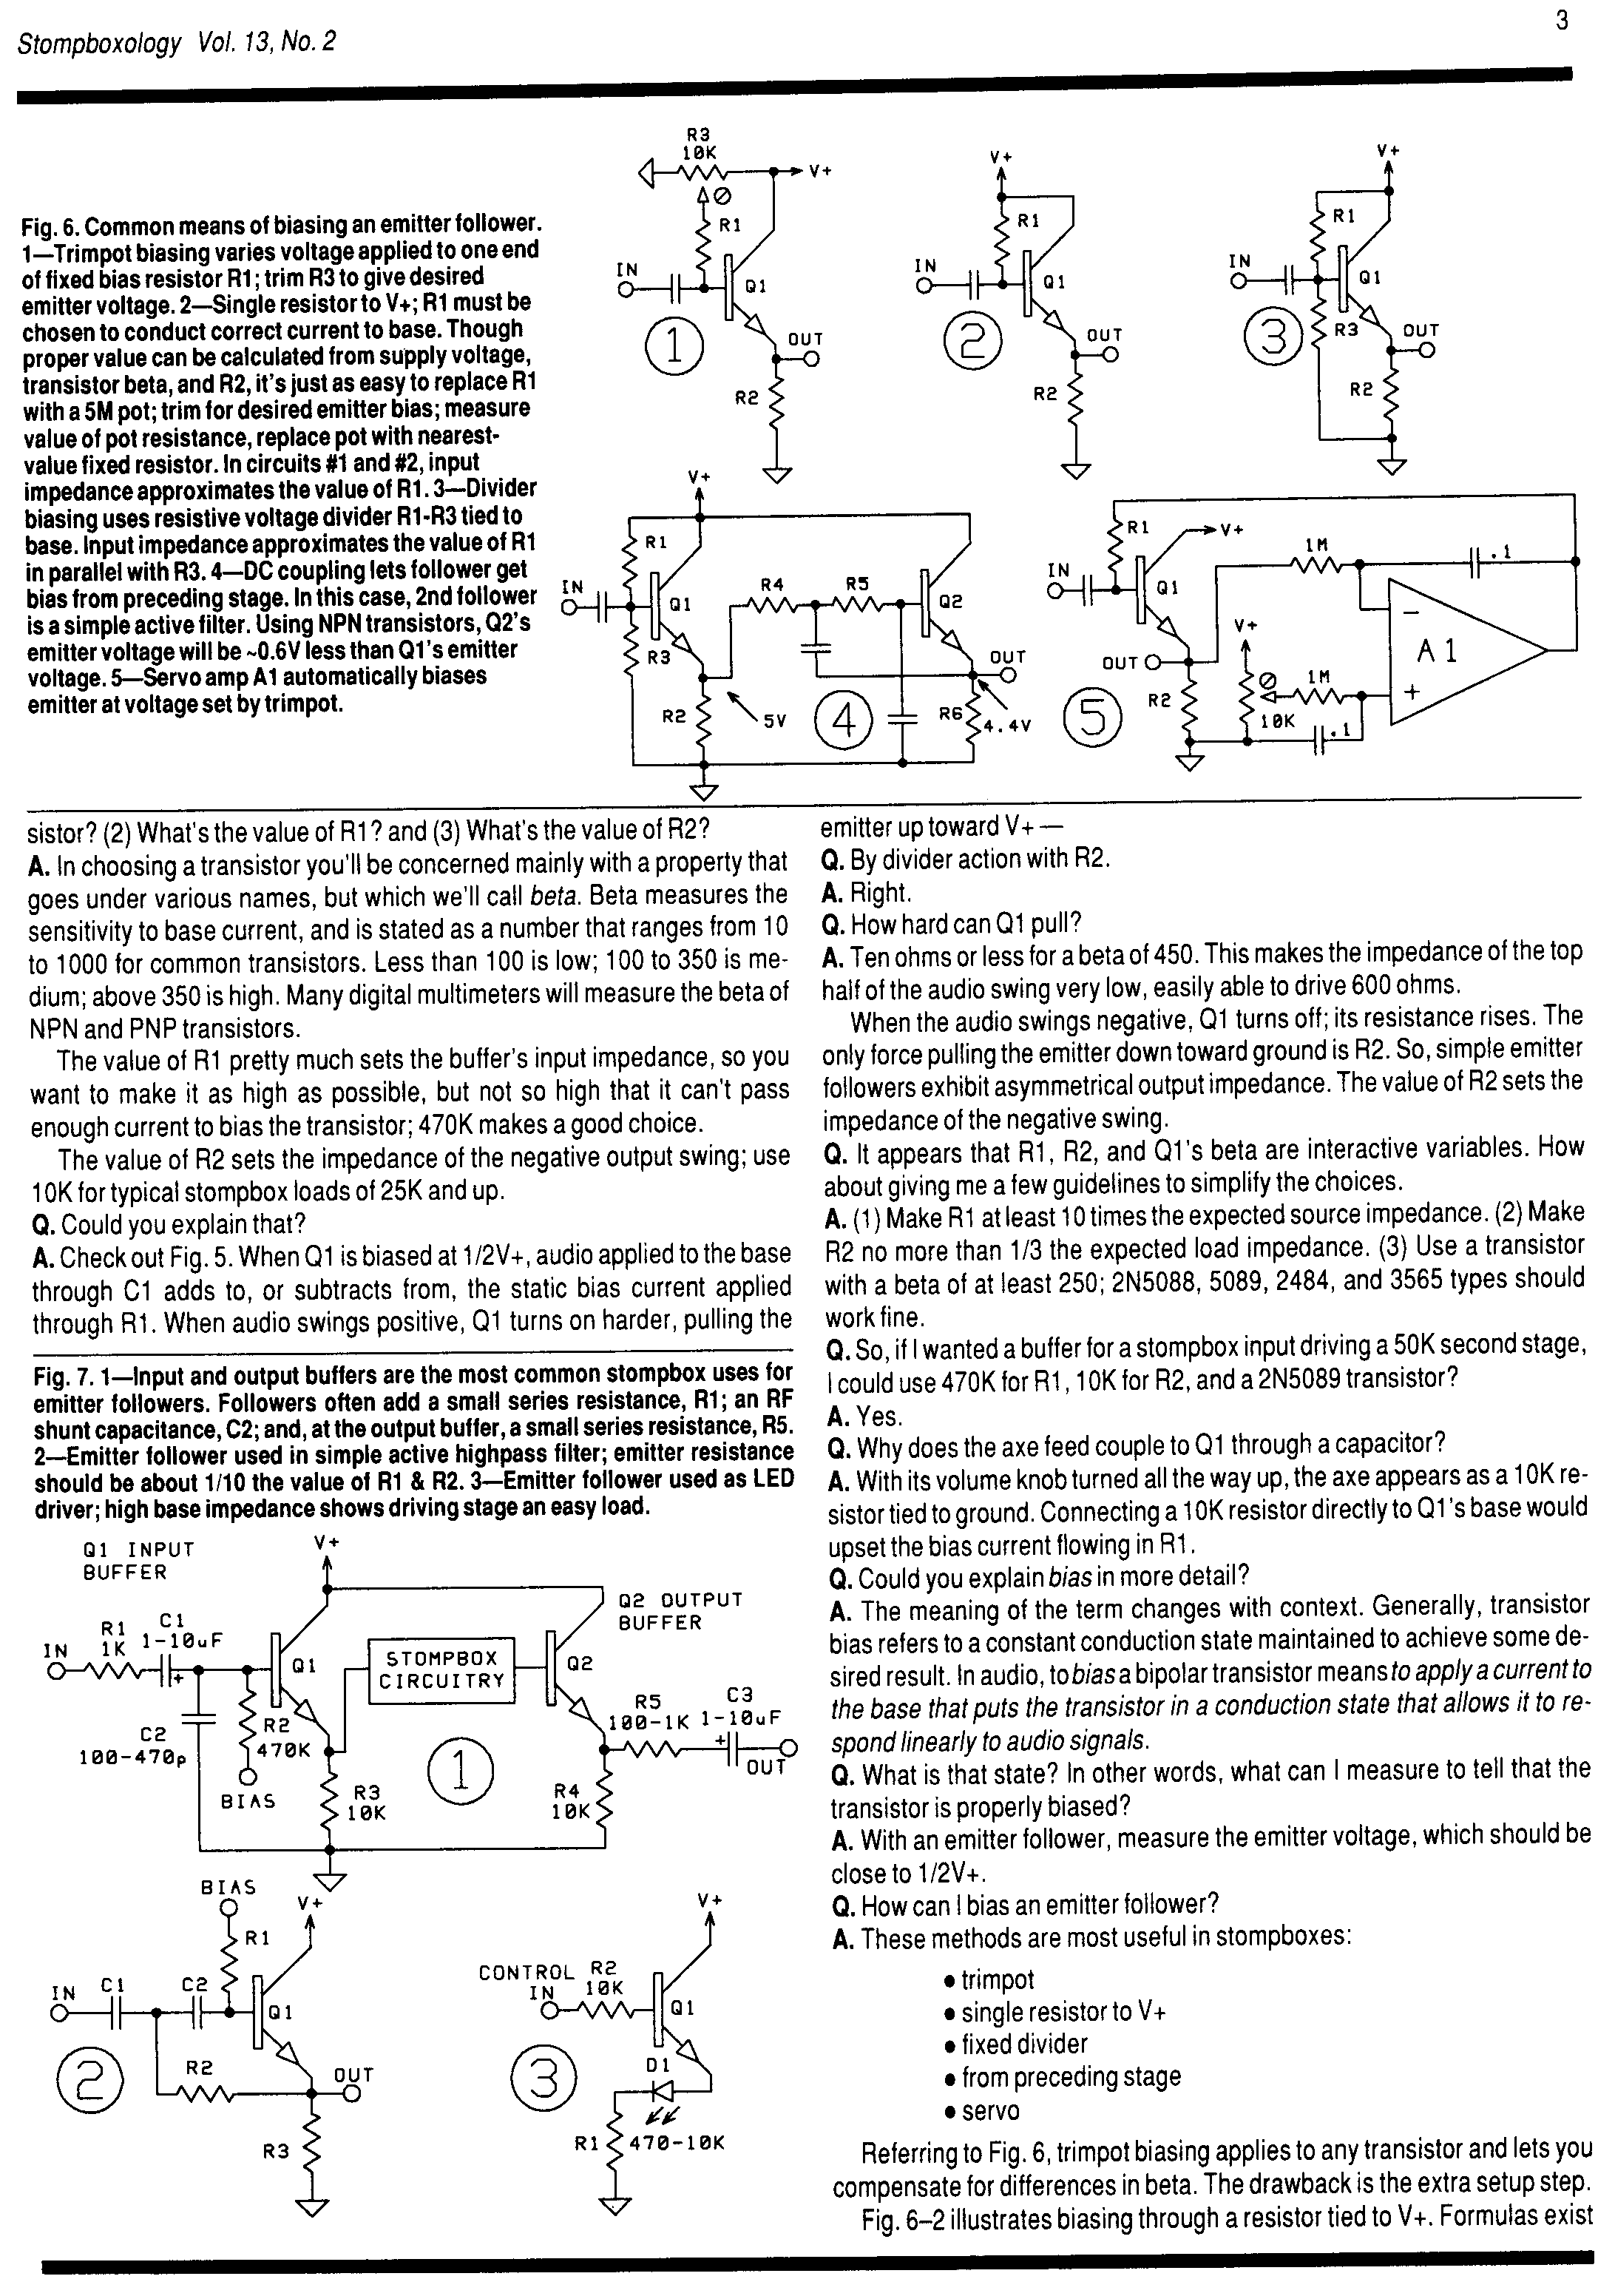 Stompboxology Vol. 13, No. 2
3
Fig. 6. Common means of biasing an emitter follower.
1—Trimpot biasing varies voltage applied to one end
of fixed bias resistor R1; trim R3 to give desired
emitter voltage. 2—Single resistor to V+; R1 must be
chosen to conduct correct current to base. Though
proper value can be calculated from supply voltage,
transistor beta, and R2, it's just as easy to replace R1
with a 5M pot; trim for desired emitter bias; measure
value of pot resistance, replace pot with nearest-
value fixed resistor. In circuits #1 and #2, input
impedance approximates the value of R1. 3—Divider
biasing uses resistive voltage divider R1-R3 tied to
base. Input impedance approximates the value of R1
in parallel with R3. 4—DC coupling lets follower get
bias from preceding stage. In this case, 2nd follower
is a simple active filter. Using NPN transistors, Q2's
emitter voltage will be ~0.6V less than Q1's emitter
voltage. 5—Servo amp A1 automatically biases
emitter at voltage set by trimpot.
R3
10K
V+
R1
IN
Q1
1
OUT
R2
V+
R1
IN
Q1
2
OUT
R2
V+
R1
IN
Q1
3
R3
OUT
R2
V+
R1
IN
Q1
R4
R5
Q2
R3
OUT
R2
5V
4
R6
4.4V
R1
V+
1M
.1
IN
Q1
V+
−
A1
OUT
1M
+
R2
5
10K
.1
sistor? (2) What's the value of R1? and (3) What's the value of R2?
A. In choosing a transistor you'll be concerned mainly with a property that
goes under various names, but which we'll call beta. Beta measures the
sensitivity to base current, and is stated as a number that ranges from 10
to 1000 for common transistors. Less than 100 is low; 100 to 350 is me-
dium; above 350 is high. Many digital multimeters will measure the beta of
NPN and PNP transistors.
The value of R1 pretty much sets the buffer's input impedance, so you
want to make it as high as possible, but not so high that it can't pass
enough current to bias the transistor; 470K makes a good choice.
The value of R2 sets the impedance of the negative output swing; use
10K for typical stompbox loads of 25K and up.
Q. Could you explain that?
A. Check out Fig. 5. When Q1 is biased at 1/2V+, audio applied to the base
through C1 adds to, or subtracts from, the static bias current applied
through R1. When audio swings positive, Q1 turns on harder, pulling the
Fig. 7. 1—Input and output buffers are the most common stompbox uses for
emitter followers. Followers often add a small series resistance, R1; an RF
shunt capacitance, C2; and, at the output buffer, a small series resistance, R5.
2—Emitter follower used in simple active highpass filter; emitter resistance
should be about 1/10 the value of R1 & R2. 3—Emitter follower used as LED
driver; high base impedance shows driving stage an easy load.
Q1 INPUT
BUFFER
V+
Q2 OUTPUT
BUFFER
IN
R1
1K
C1
1-10uF
+
Q1
STOMPBOX
CIRCUITRY
Q2
C2
100-470p
R2
470K
BIAS
R3
10K
1
R5
100-1K
C3
1-10uF
+
OUT
R4
10K
BIAS
V+
R1
IN
C1
C2
Q1
2
R2
OUT
R3
V+
CONTROL
IN
R2
10K
Q1
3
D1
R1
470-10K
emitter up toward V+ —
Q. By divider action with R2.
A. Right.
Q. How hard can Q1 pull?
A. Ten ohms or less for a beta of 450. This makes the impedance of the top
half of the audio swing very low, easily able to drive 600 ohms.
When the audio swings negative, Q1 turns off; its resistance rises. The
only force pulling the emitter down toward ground is R2. So, simple emitter
followers exhibit asymmetrical output impedance. The value of R2 sets the
impedance of the negative swing.
Q. It appears that R1, R2, and Q1's beta are interactive variables. How
about giving me a few guidelines to simplify the choices.
A. (1) Make R1 at least 10 times the expected source impedance. (2) Make
R2 no more than 1/3 the expected load impedance. (3) Use a transistor
with a beta of at least 250; 2N5088, 5089, 2484, and 3565 types should
work fine.
Q. So, if I wanted a buffer for a stompbox input driving a 50K second stage,
I could use 470K for R1, 10K for R2, and a 2N5089 transistor?
A. Yes.
Q. Why does the axe feed couple to Q1 through a capacitor?
A. With its volume knob turned all the way up, the axe appears as a 10K re-
sistor tied to ground. Connecting a 10K resistor directly to Q1's base would
upset the bias current flowing in R1.
Q. Could you explain bias in more detail?
A. The meaning of the term changes with context. Generally, transistor
bias refers to a constant conduction state maintained to achieve some de-
sired result. In audio, to bias a bipolar transistor means to apply a current to
the base that puts the transistor in a conduction state that allows it to re-
spond linearly to audio signals.
Q. What is that state? In other words, what can I measure to tell that the
transistor is properly biased?
A. With an emitter follower, measure the emitter voltage, which should be
close to 1/2V+.
Q. How can I bias an emitter follower?
A. These methods are most useful in stompboxes:
• trimpot
• single resistor to V+
• fixed divider
• from preceding stage
• servo
Referring to Fig. 6, trimpot biasing applies to any transistor and lets you
compensate for differences in beta. The drawback is the extra setup step.
Fig. 6–2 illustrates biasing through a resistor tied to V+. Formulas exist